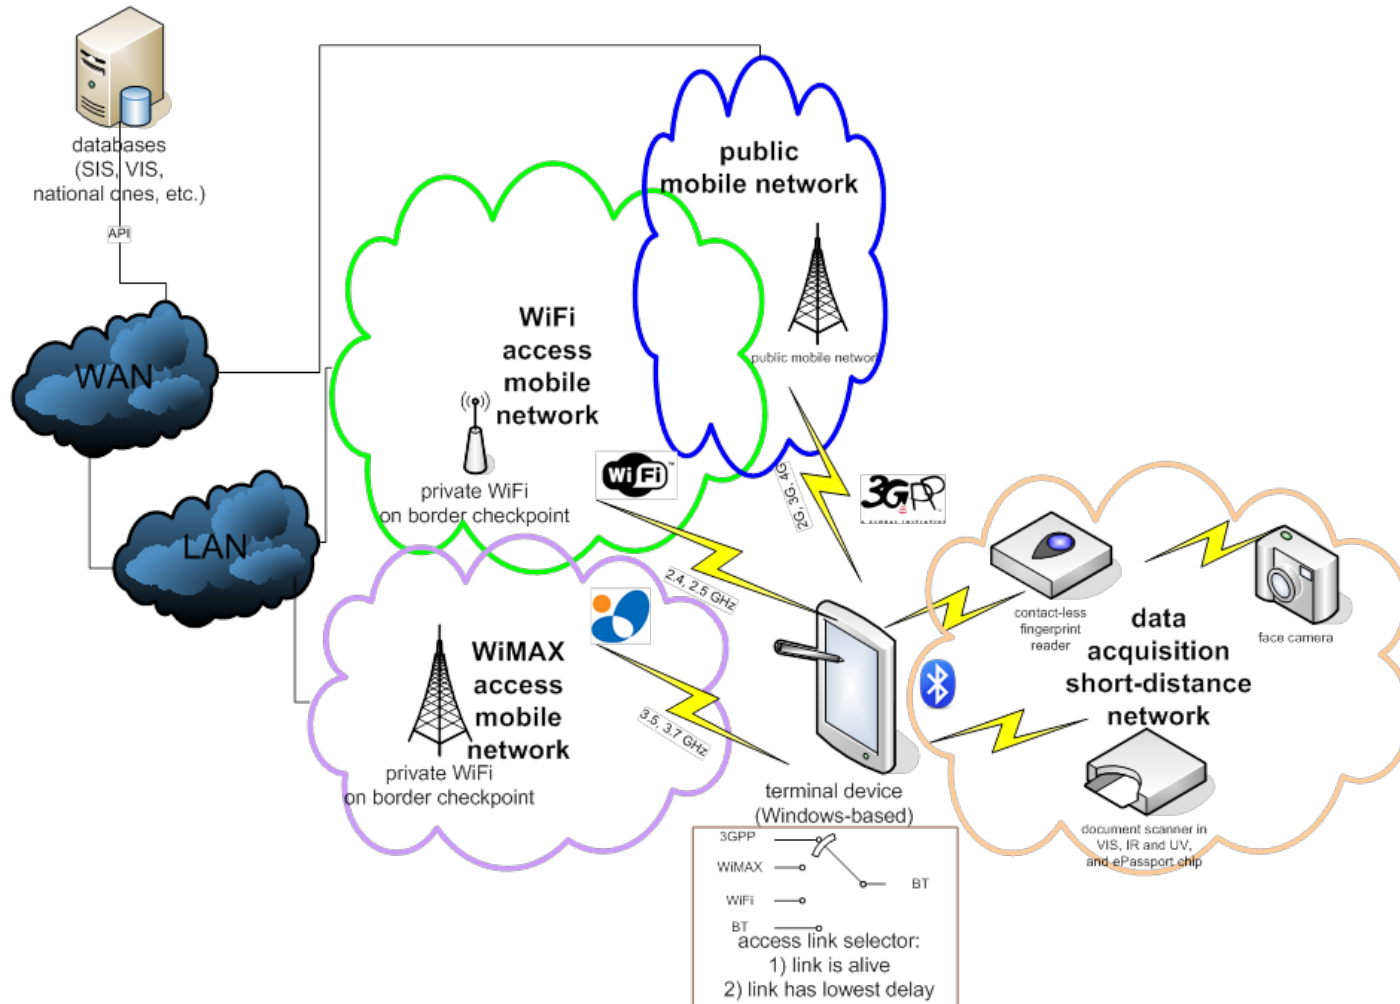 databases
(SIS, VIS,
national ones, etc.)
API
WAN
LAN
public
mobile network
public mobile network
WiFi
access
mobile
network
private WiFi
on border checkpoint
WiFi™
2G, 3G, 4G
3GPP
A GLOBAL INITIATIVE
2.4, 2.5 GHz
WiMAX
access
mobile
network
private WiFi
on border checkpoint
3.5, 3.7 GHz
contact-less
fingerprint
reader
face camera
data
acquisition
short-distance
network
document scanner in
VIS, IR and UV,
and ePassport chip
terminal device
(Windows-based)
3GPP
WiMAX
WiFi
BT
BT
access link selector:
1) link is alive
2) link has lowest delay